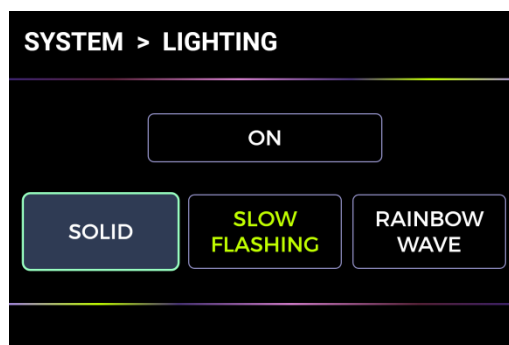 SYSTEM > LIGHTING
ON
SOLID
SLOW
FLASHING
RAINBOW
WAVE